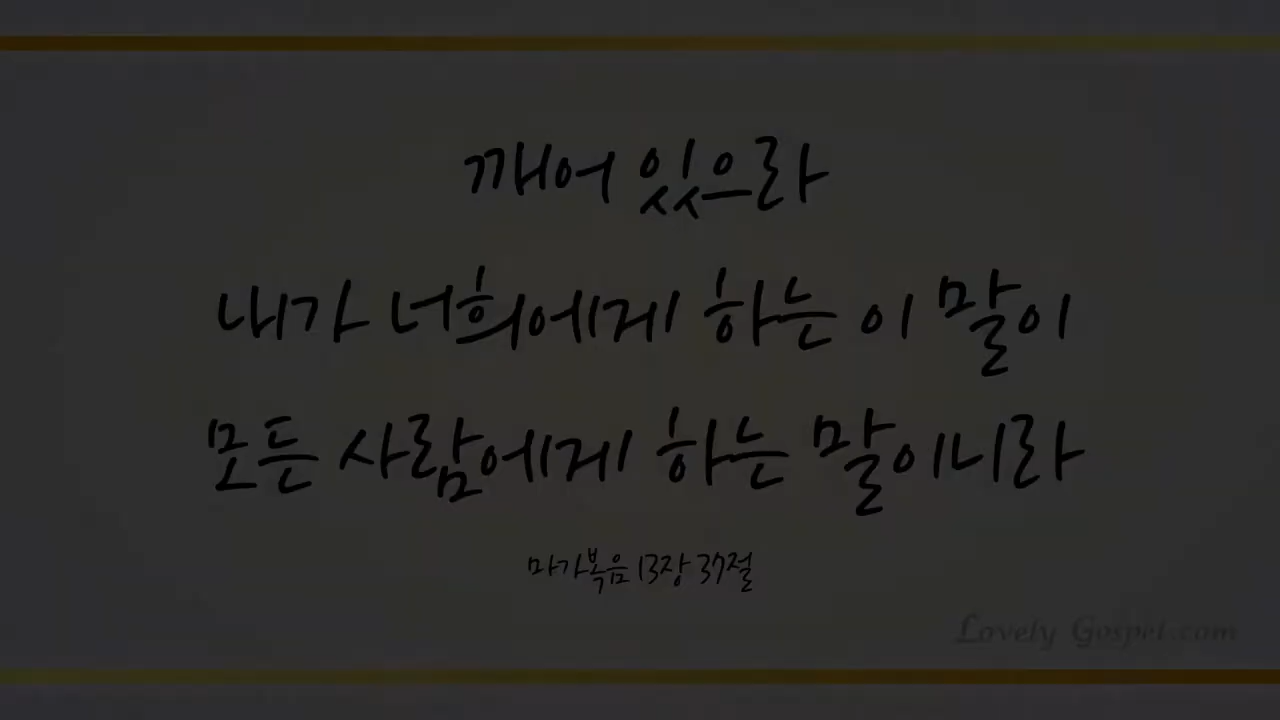 깨어 있으라
내가 너희에게 하는 이 말이
모든 사람에게 하는 말이니라
마가복음 13장 37절
Lovely Gospel.com